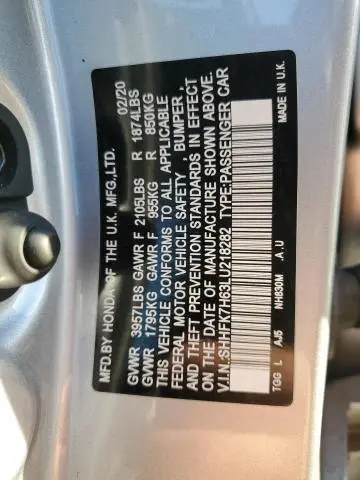 MFD.BY HONDA OF THE U.K. MFG.,LTD. 02/20
GVWR 3957LBS GAWR F 2105LBS R 1874LBS
GVWR 1795KG GAWR F 955KG R 850KG
THIS VEHICLE CONFORMS TO ALL APPLICABLE
FEDERAL MOTOR VEHICLE SAFETY , BUMPER ,
AND THEFT PREVENTION STANDARDS IN EFFECT
ON THE DATE OF MANUFACTURE SHOWN ABOVE.
V.I.N.:SHHFK7H63LU218262 TYPE:PASSENGER CAR
TGG L A/5 NH830M .A.U MADE IN U.K.